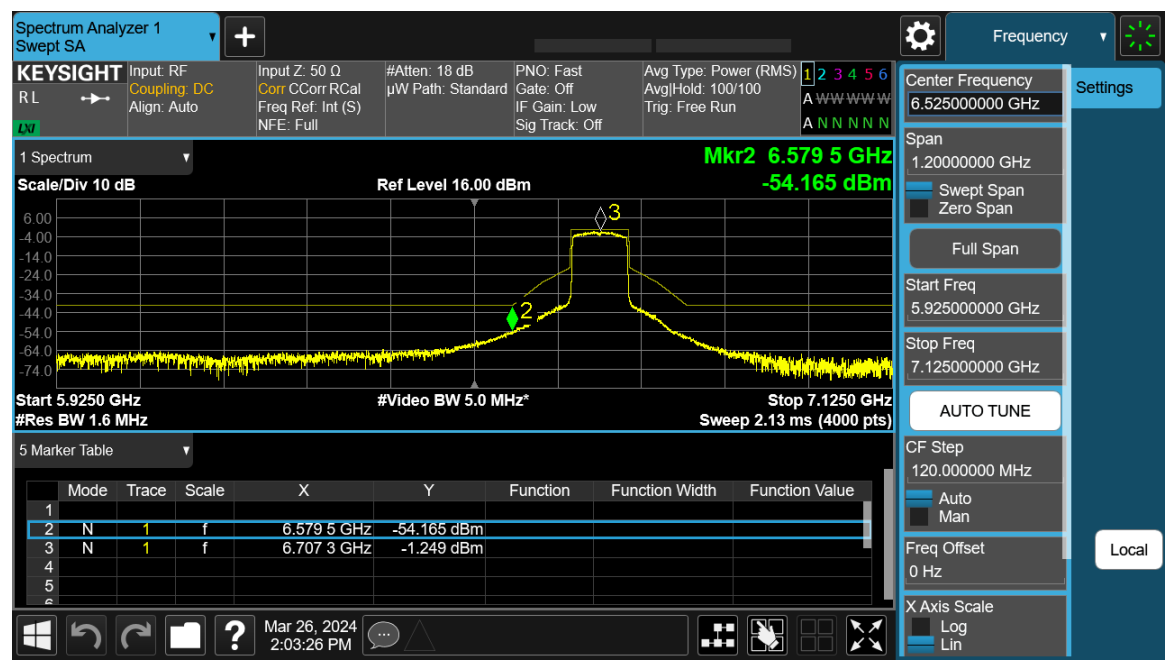 Spectrum Analyzer 1
Swept SA
+
Frequency
KEYSIGHT
R L
LXI
Input: RF
Coupling: DC
Align: Auto
Input Z: 50 Ω
Corr CCorr RCal
Freq Ref: Int (S)
NFE: Full
#Atten: 18 dB
µW Path: Standard
PNO: Fast
Gate: Off
IF Gain: Low
Sig Track: Off
Avg Type: Power (RMS)
Avg|Hold: 100/100
Trig: Free Run
1 2 3 4 5 6
A W W W W W
A N N N N N
1 Spectrum
Scale/Div 10 dB
Ref Level 16.00 dBm
Mkr2 6.579 5 GHz
-54.165 dBm
6.00
-4.00
-14.0
-24.0
-34.0
-44.0
-54.0
-64.0
-74.0
3
2
Start 5.9250 GHz
#Video BW 5.0 MHz*
Stop 7.1250 GHz
#Res BW 1.6 MHz
Sweep 2.13 ms (4000 pts)
5 Marker Table
Mode Trace Scale X Y Function Function Width Function Value
1
2 N 1 f 6.579 5 GHz -54.165 dBm
3 N 1 f 6.707 3 GHz -1.249 dBm
4
5
6
?
Mar 26, 2024
2:03:26 PM
Center Frequency
6.525000000 GHz
Span
1.20000000 GHz
Swept Span
Zero Span
Full Span
Start Freq
5.925000000 GHz
Stop Freq
7.125000000 GHz
AUTO TUNE
CF Step
120.000000 MHz
Auto
Man
Freq Offset
0 Hz
X Axis Scale
Log
Lin
Settings
Local